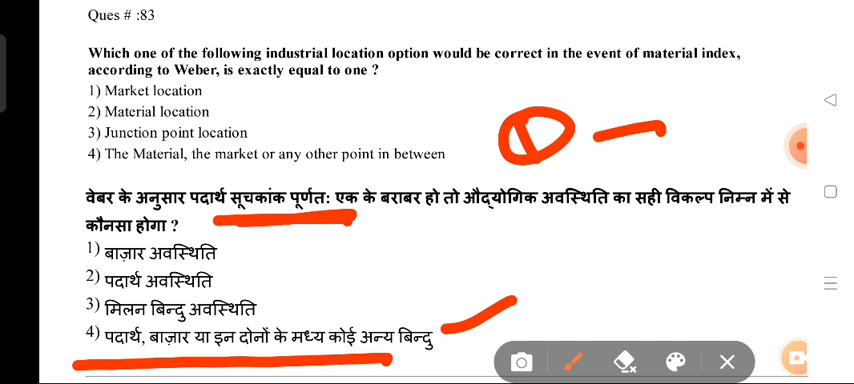 Ques # :83
Which one of the following industrial location option would be correct in the event of material index,
according to Weber, is exactly equal to one ?
1) Market location
2) Material location
3) Junction point location
4) The Material, the market or any other point in between
वेबर के अनुसार पदार्थ सूचकांक पूर्णत: एक के बराबर हो तो औद्योगिक अवस्थिति का सही विकल्प निम्न में से
कौनसा होगा ?
1) बाज़ार अवस्थिति
2) पदार्थ अवस्थिति
3) मिलन बिन्दु अवस्थिति
4) पदार्थ, बाज़ार या इन दोनों के मध्य कोई अन्य बिन्दु